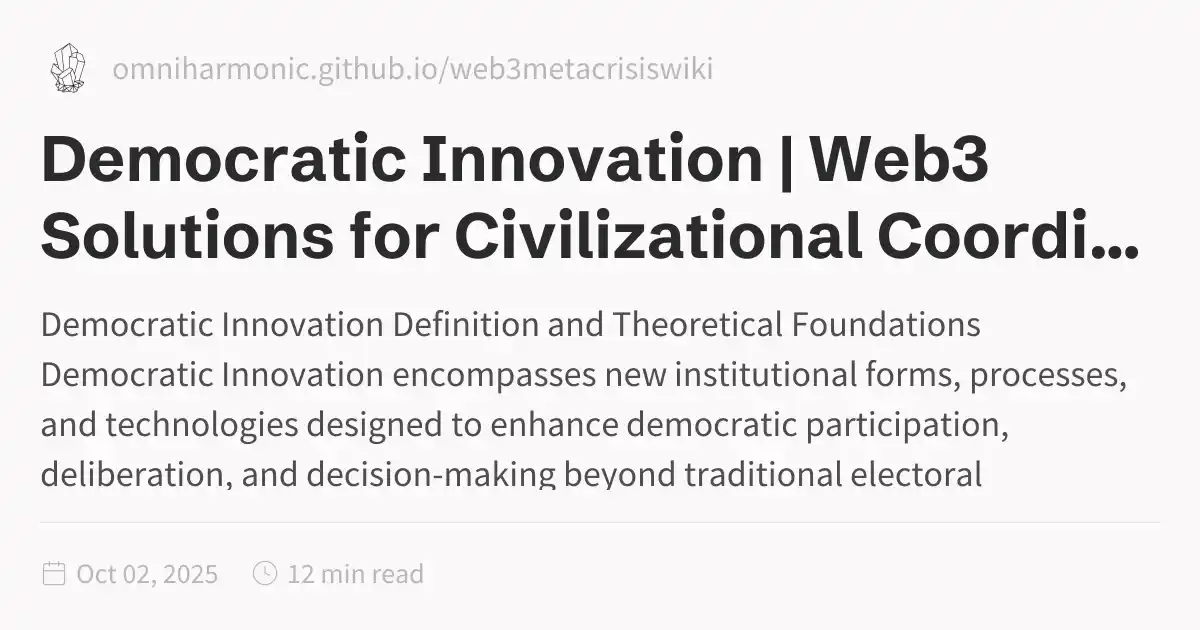 omniharmonic.github.io/web3metacrisiswiki
Democratic Innovation | Web3
Solutions for Civilizational Coordi...
Democratic Innovation Definition and Theoretical Foundations
Democratic Innovation encompasses new institutional forms, processes,
and technologies designed to enhance democratic participation,
deliberation, and decision-making beyond traditional electoral
Oct 02, 2025 12 min read